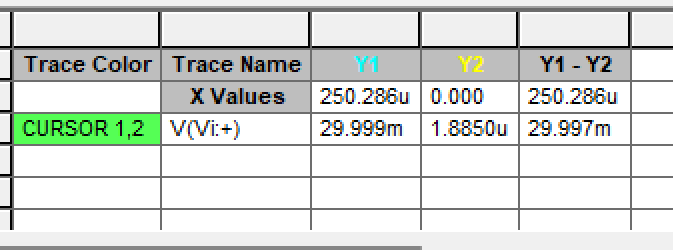 Trace Color Trace Name Y1 Y2 Y1 - Y2
X Values 250.286u 0.000 250.286u
CURSOR 1,2 V(Vi:+) 29.999m 1.8850u 29.997m